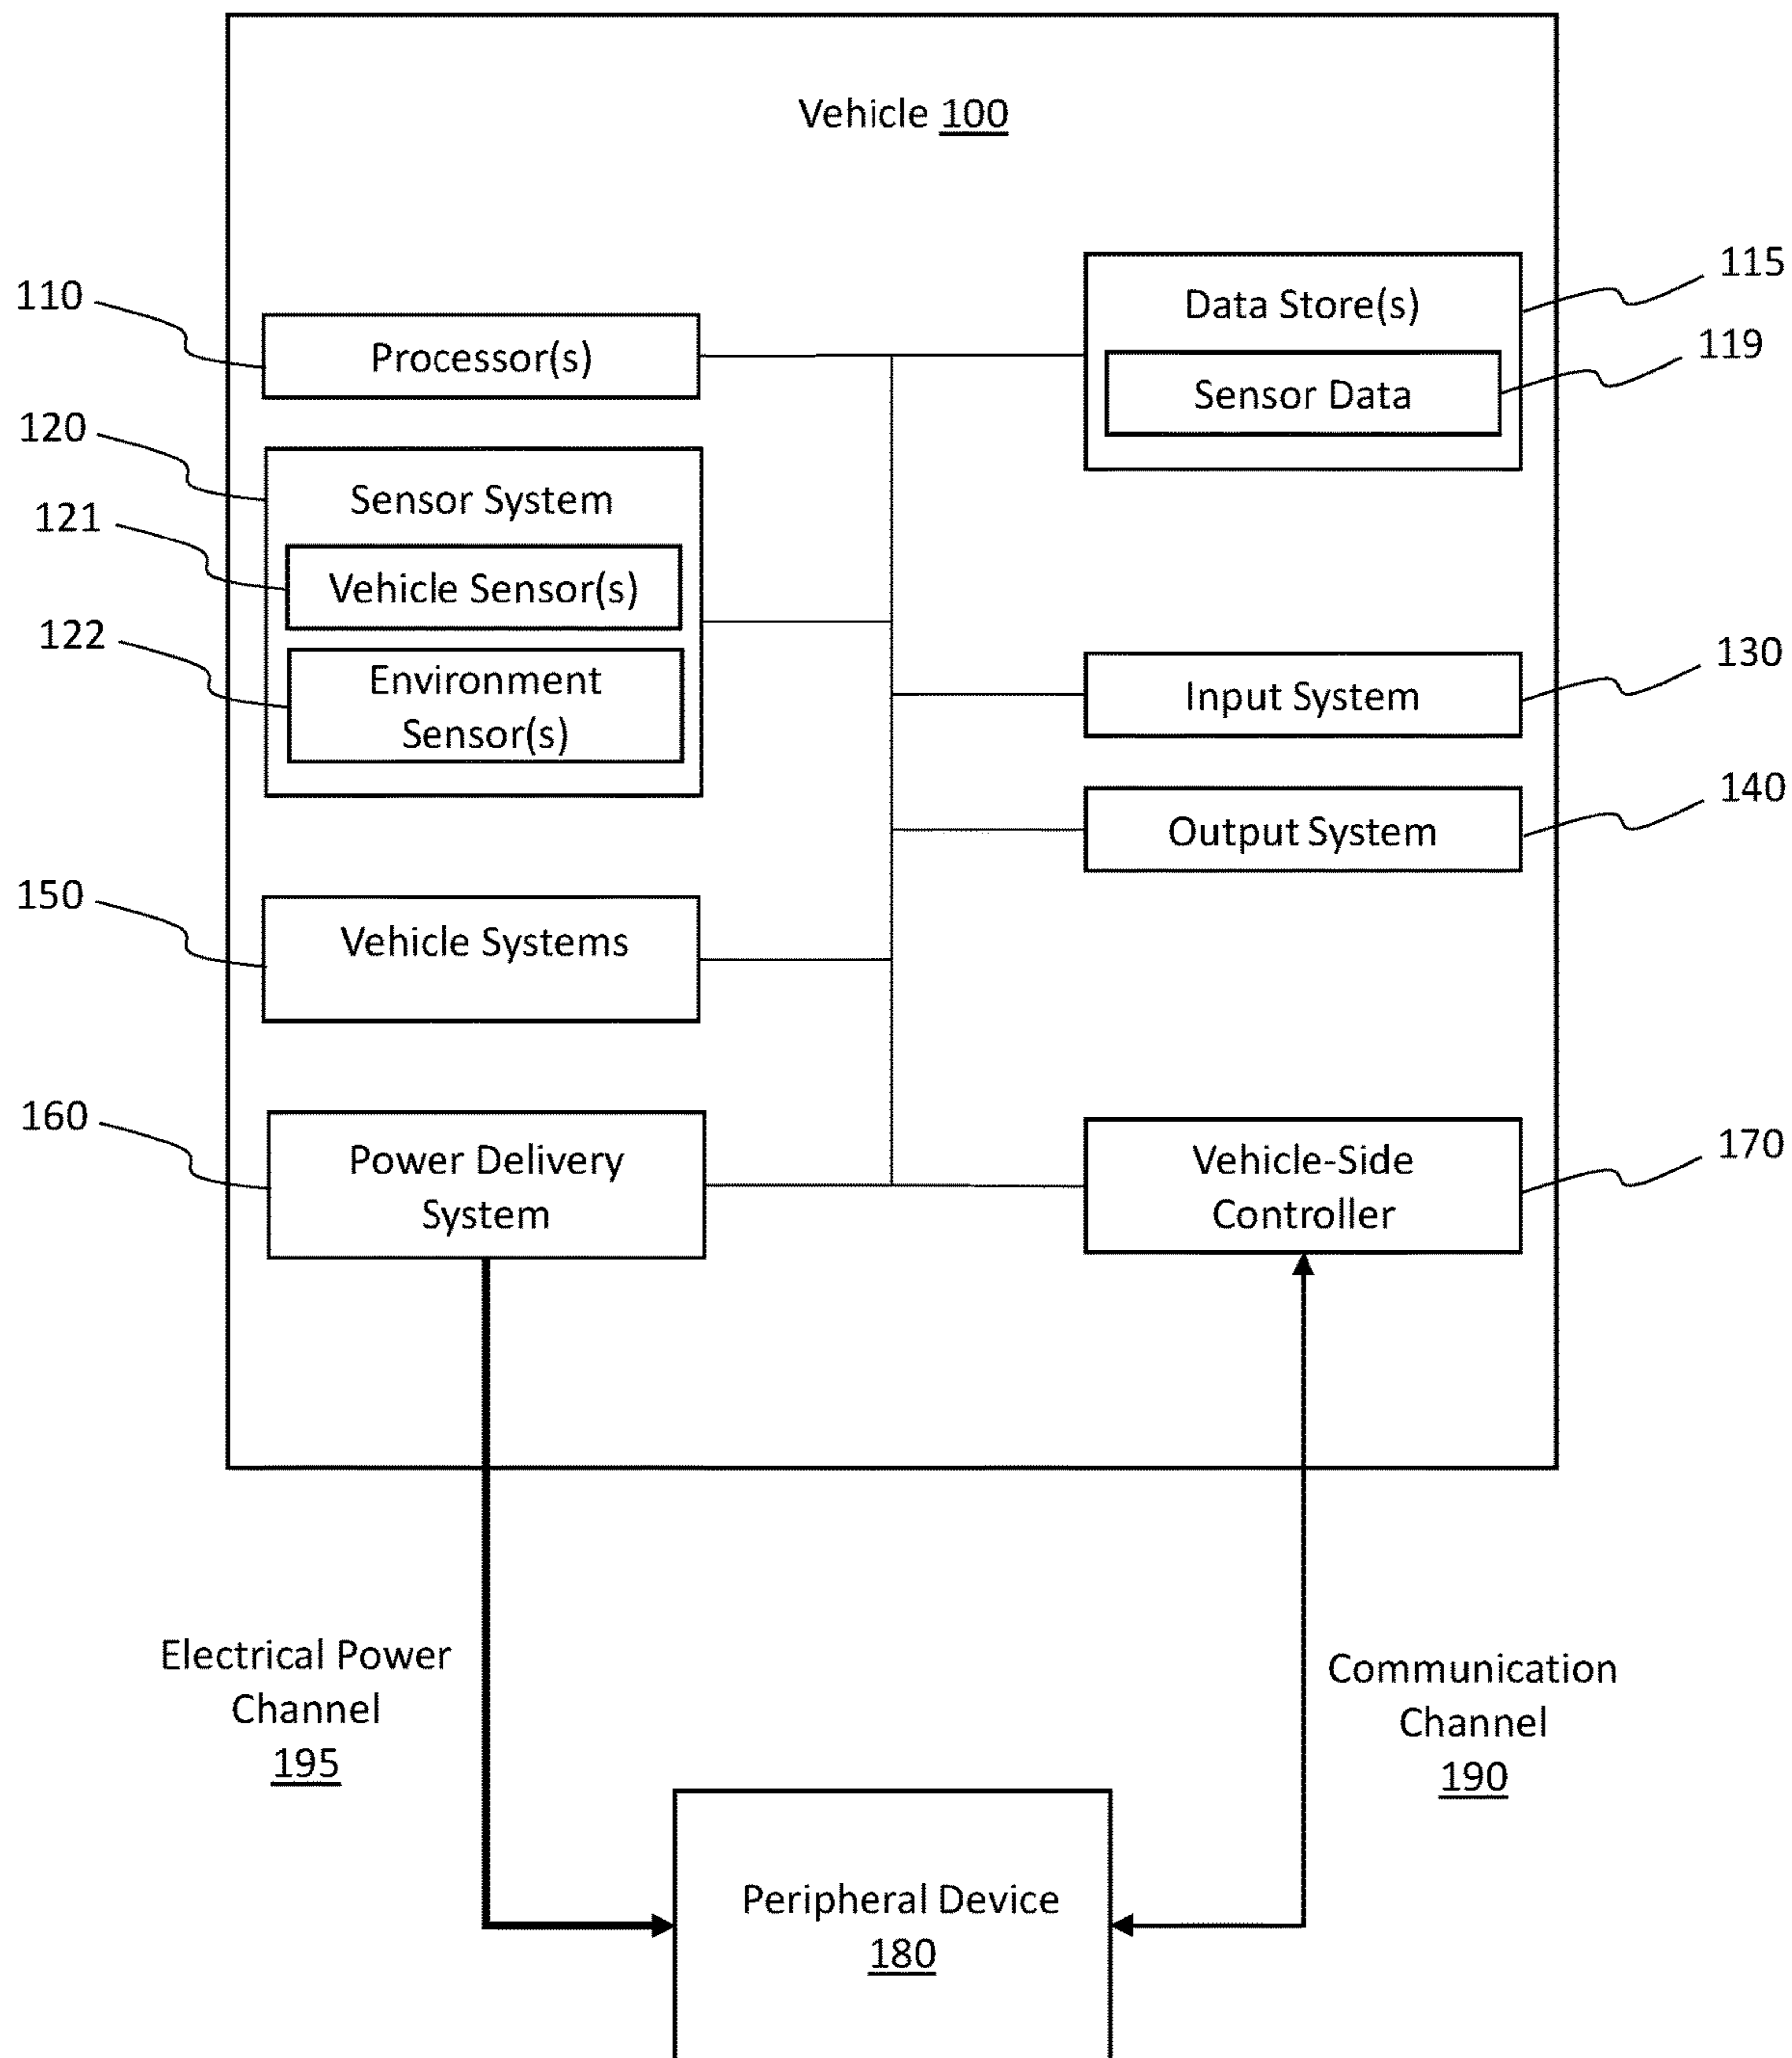 Vehicle 100
110
Processor(s)
Data Store(s)
115
Sensor Data
119
120
Sensor System
121
Vehicle Sensor(s)
122
Environment
Sensor(s)
Input System
130
Output System
140
150
Vehicle Systems
160
Power Delivery
System
Vehicle-Side
Controller
170
Electrical Power
Channel
195
Communication
Channel
190
Peripheral Device
180